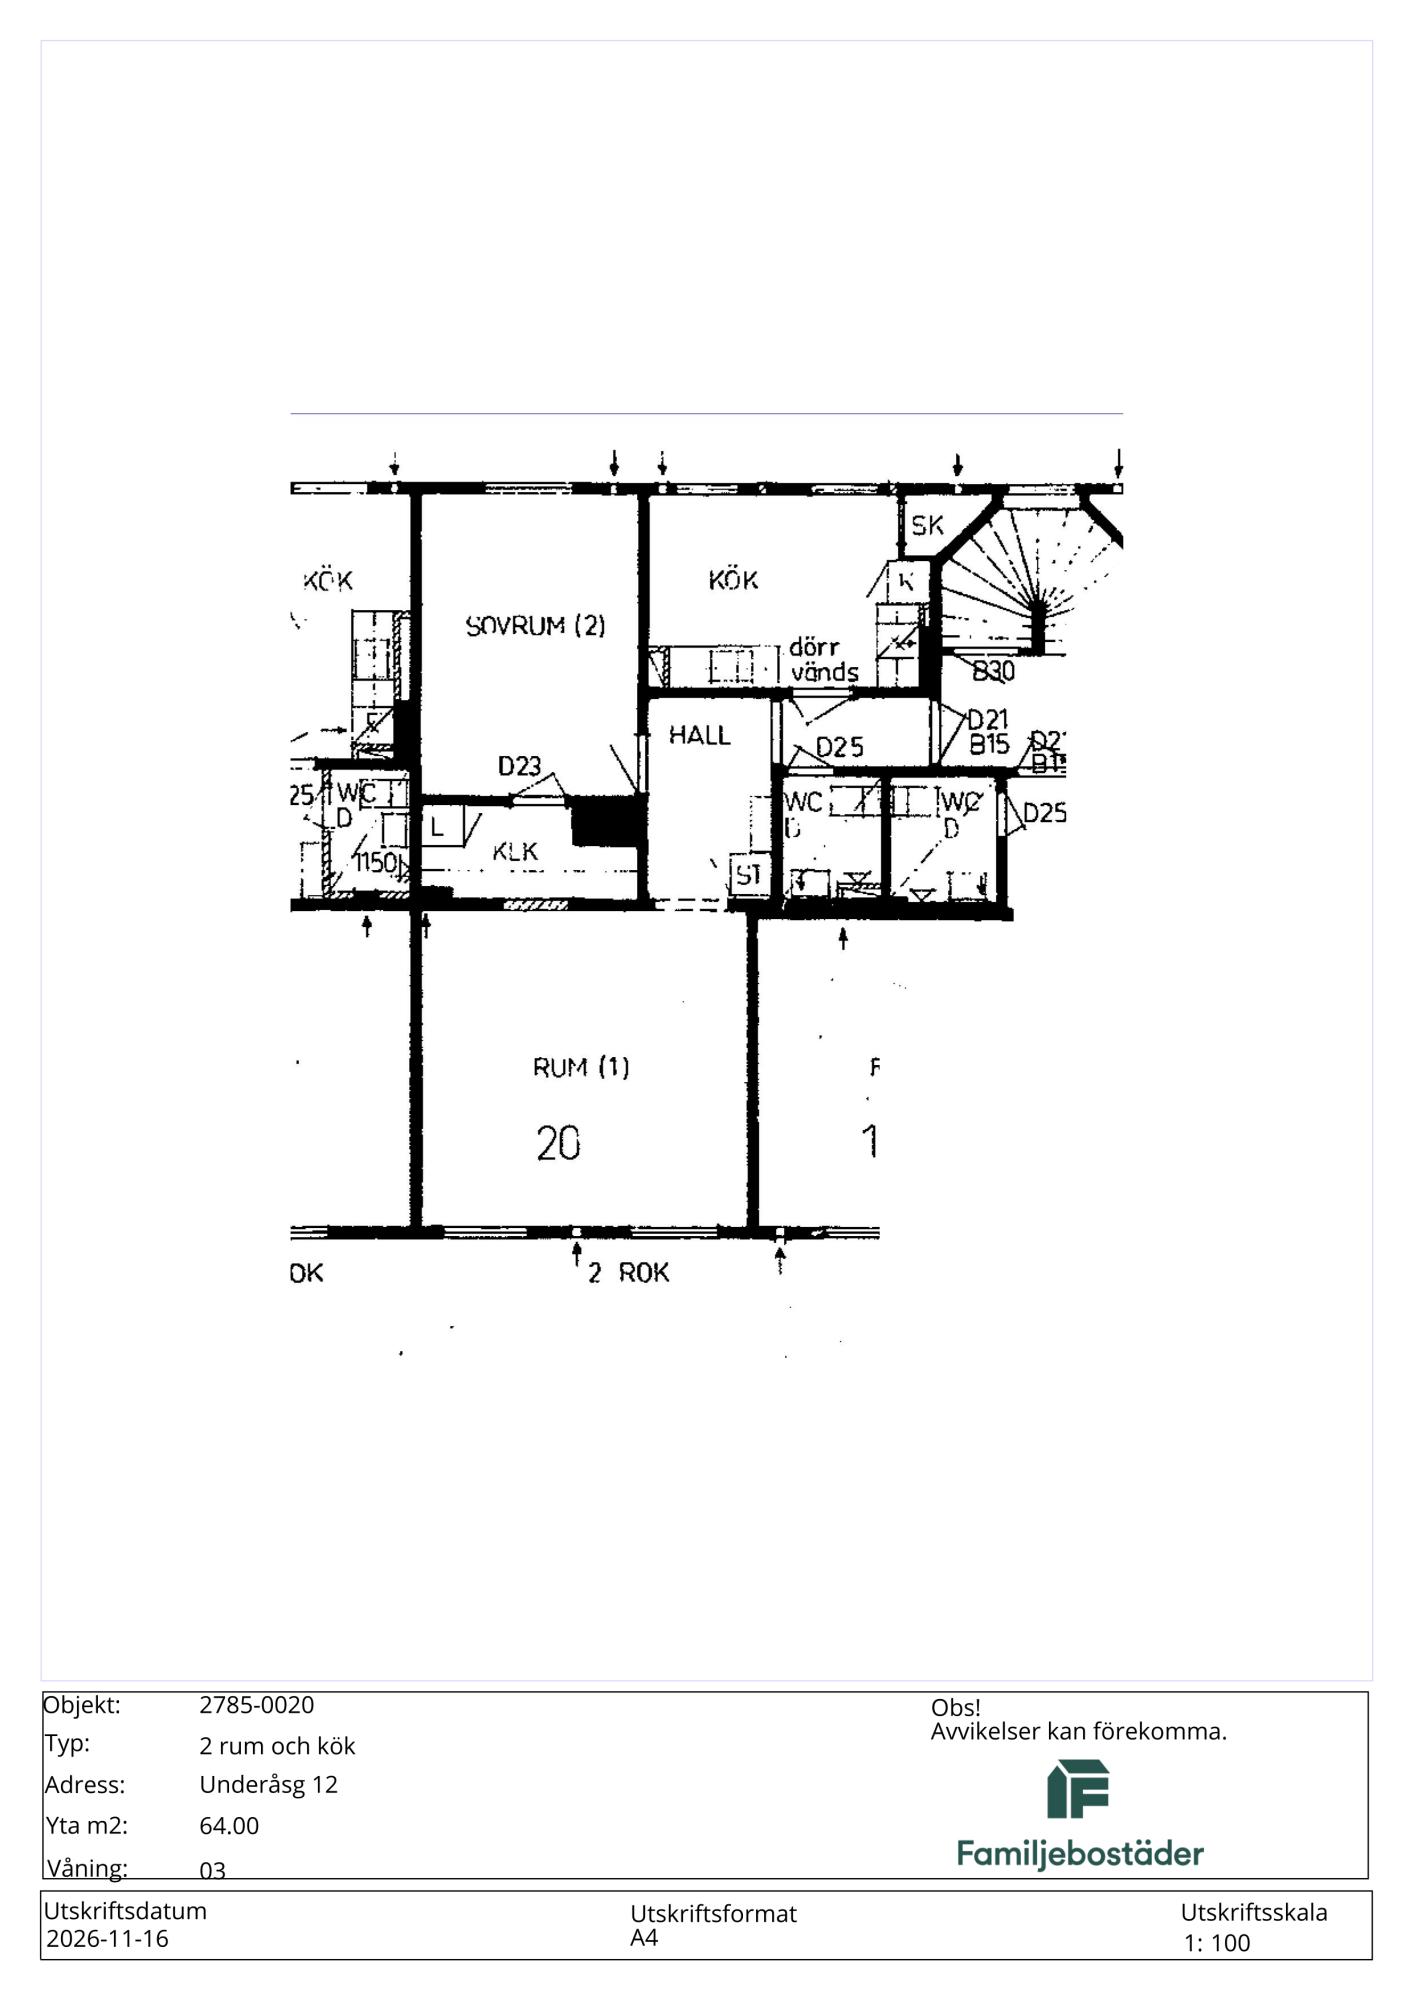 SK
KÖK
KÖK
K
SOVRUM (2)
dörr
vänds
B30
HALL
D21
B15
D25
D23
25
WC
D
WC
D
WC
D
D25
L
KLK
1150
ST
RUM (1)
20
2 ROK
Objekt: 2785-0020
Typ: 2 rum och kök
Adress: Underåsg 12
Yta m2: 64.00
Våning: 03
Obs!
Avvikelser kan förekomma.
Familjebostäder
Utskriftsdatum
2026-11-16
Utskriftsformat
A4
Utskriftsskala
1: 100